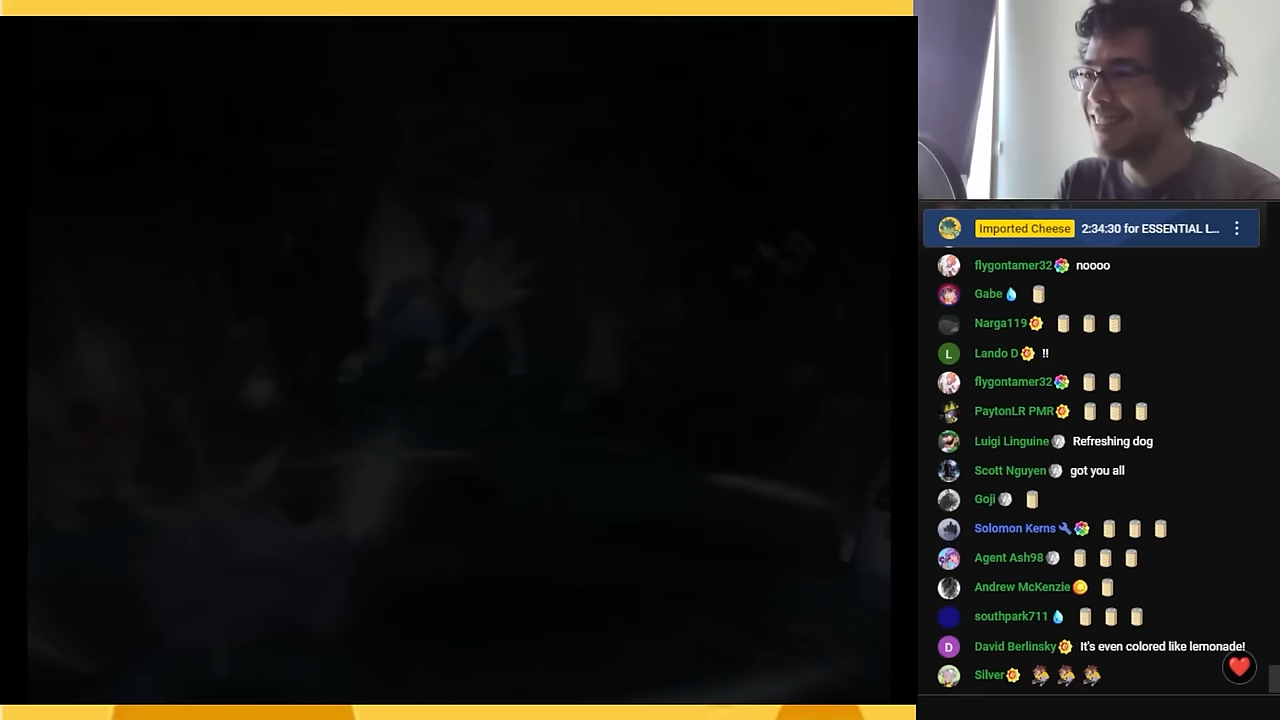 Imported Cheese 2:34:30 for ESSENTIAL L...
flygontamer32 noooo
Gabe
Narga119
L Lando D !!
flygontamer32
PaytonLR PMR
Luigi Linguine Refreshing dog
Scott Nguyen got you all
Goji
Solomon Kerns
Agent Ash98
Andrew McKenzie
southpark711
D David Berlinsky It's even colored like lemonade!
Silver